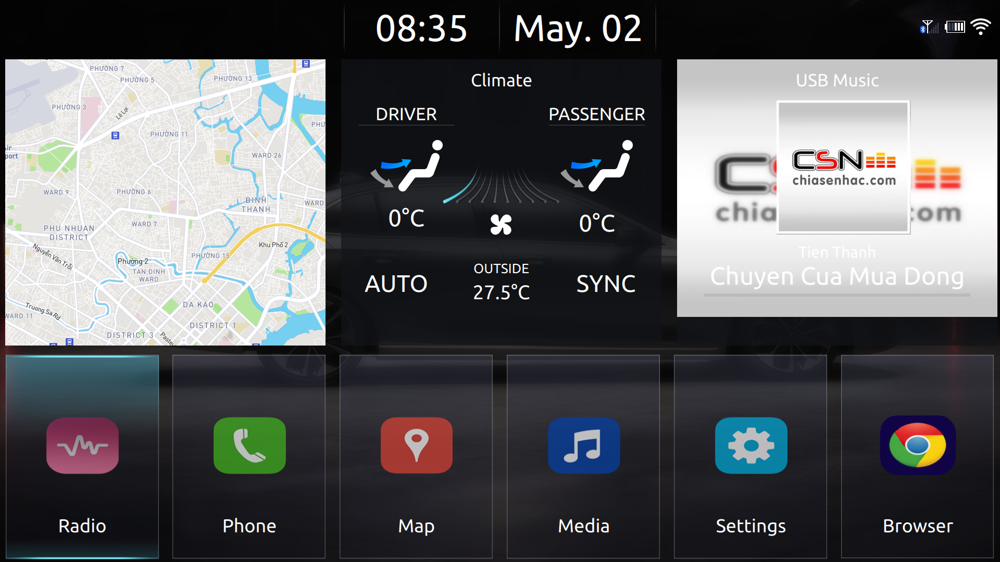 08:35
May. 02
PHƯỜNG 7
PHƯỜNG 5
PHƯỜNG 13
PHƯỜNG 3
Lê Lợi
PHƯỜNG 11
WARD 26
WARD 9
PHƯỜNG 6
BINH
THANH
WARD
WARD 7
PHU NHUAN
DISTRICT
Nguyễn Văn Trỗi
Khu Phố 2
PHƯỜNG 15
Phường 2
TAN DINH
WARD
DA KAO
Truong Sa Rd
WARD 11
DISTRICT 1
DISTRICT 3
Climate
DRIVER
PASSENGER
0°C
0°C
AUTO
OUTSIDE
27.5°C
SYNC
USB Music
CSN
chiasenhac.com
Tien Thanh
Chuyen Cua Mua Dong
Radio
Phone
Map
Media
Settings
Browser